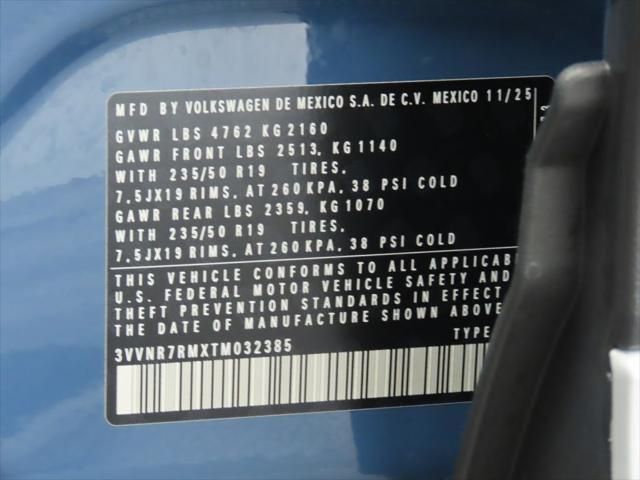 MFD BY VOLKSWAGEN DE MEXICO S.A. DE C.V. MEXICO 11/25
GVWR LBS 4762 KG 2160
GAWR FRONT LBS 2513, KG 1140
WITH 235/50 R19 TIRES,
7,5JX19 RIMS, AT 260 KPA, 38 PSI COLD
GAWR REAR LBS 2359, KG 1070
WITH 235/50 R19 TIRES,
7,5JX19 RIMS, AT 260 KPA, 38 PSI COLD
THIS VEHICLE CONFORMS TO ALL APPLICAB
U.S. FEDERAL MOTOR VEHICLE SAFETY AND
THEFT PREVENTION STANDARDS IN EFFECT
THE DATE OF MANUFACTURE SHOWN ABOVE
3VVNR7RMXTM032385 TYPE